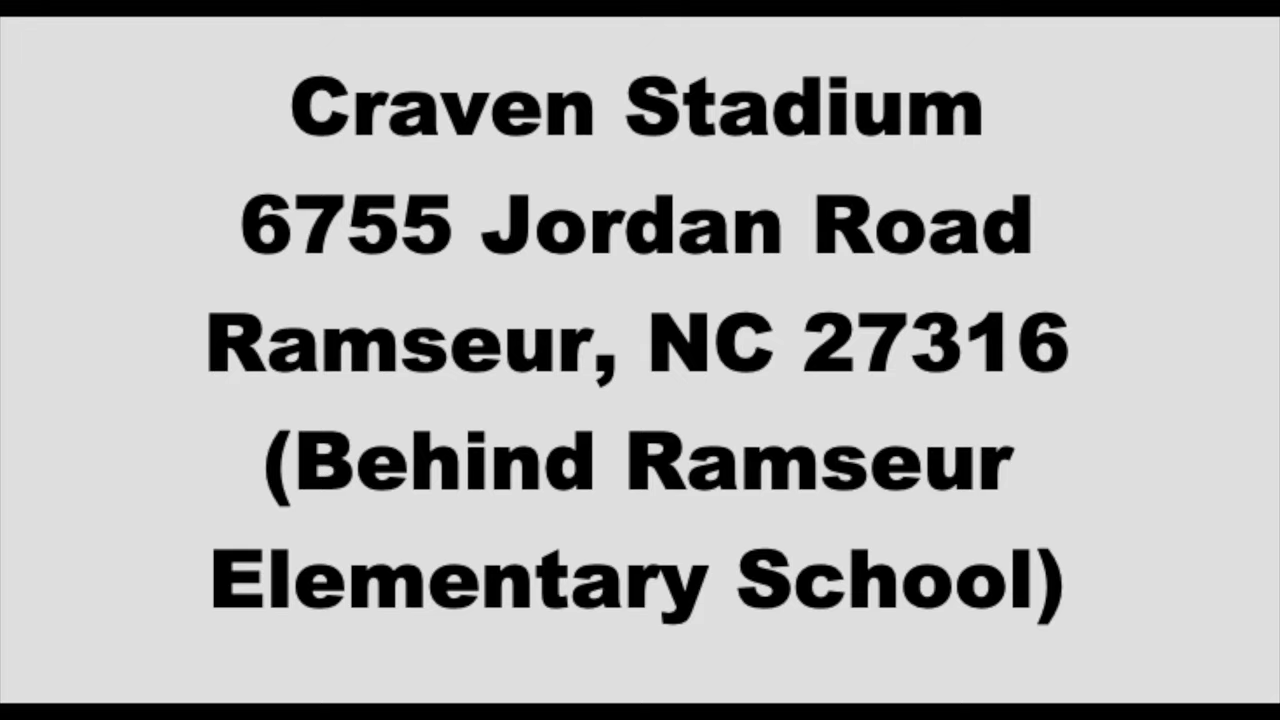 Craven Stadium
6755 Jordan Road
Ramseur, NC 27316
(Behind Ramseur
Elementary School)